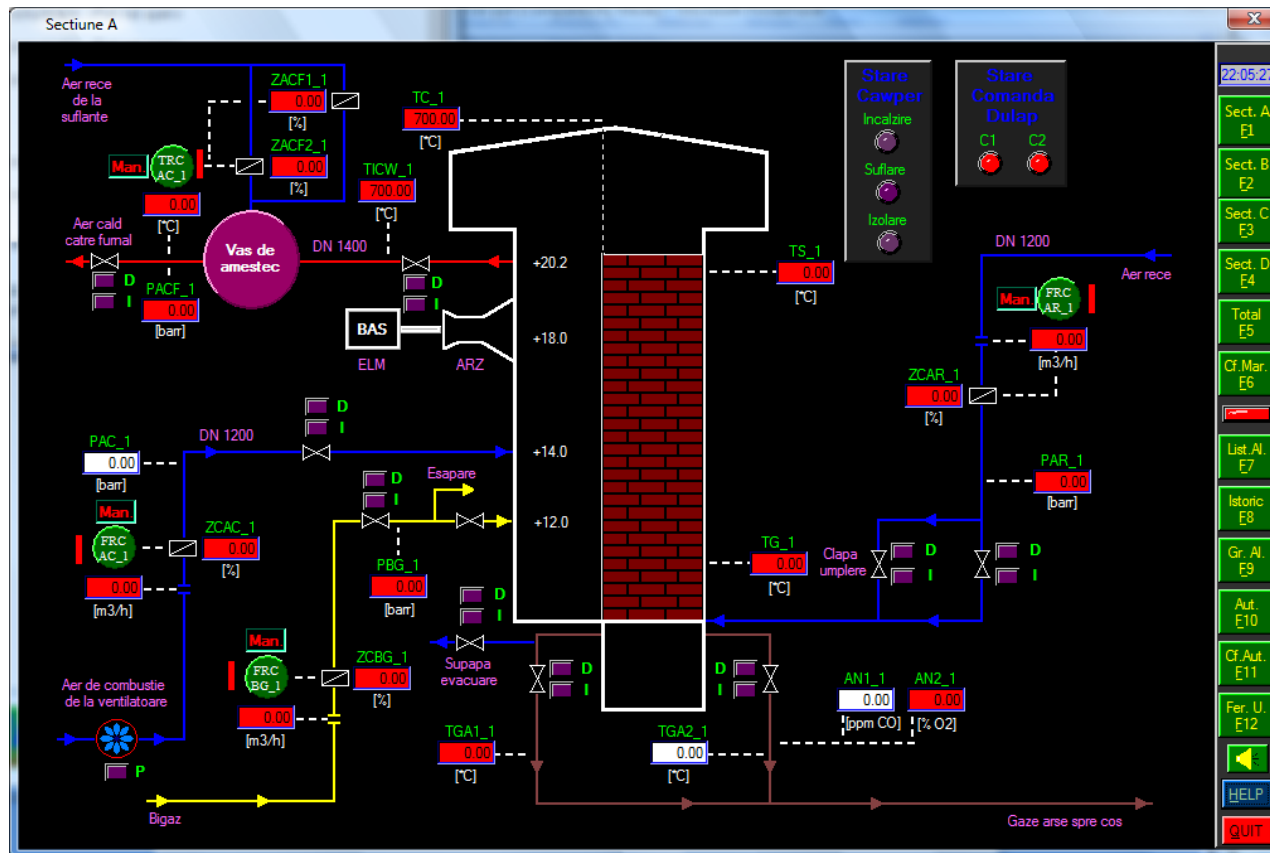 Sectiune A
Aer rece
de la
suflante
ZACF1_1
0.00
[%]
ZACF2_1
0.00
[%]
Man.
TRC
AC_1
0.00
[°C]
TC_1
700.00
[°C]
TICW_1
700.00
[°C]
Aer cald
catre furnal
Vas de
amestec
DN 1400
D
I
PACF_1
0.00
[barr]
D
I
BAS
ELM
ARZ
+20.2
+18.0
+14.0
+12.0
Stare
Cawper
Incalzire
Suflare
Izolare
Stare
Comanda
Dulap
C1
C2
TS_1
0.00
[°C]
DN 1200
Aer rece
Man.
FRC
AR_1
0.00
[m3/h]
ZCAR_1
0.00
[%]
PAR_1
0.00
[barr]
D
I
DN 1200
PAC_1
0.00
[barr]
Man.
FRC
AC_1
0.00
[m3/h]
ZCAC_1
0.00
[%]
Esapare
D
I
PBG_1
0.00
[barr]
TG_1
0.00
[°C]
Clapa
umplere
D
I
D
I
D
I
Supapa
evacuare
Man.
FRC
BG_1
0.00
[m3/h]
ZCBG_1
0.00
[%]
Aer de combustie
de la ventilatoare
P
Bigaz
D
I
D
I
TGA1_1
0.00
[°C]
TGA2_1
0.00
[°C]
AN1_1
0.00
[ppm CO]
AN2_1
0.00
[% O2]
Gaze arse spre cos
22:05:27
Sect. A
F1
Sect. B
F2
Sect. C
F3
Sect. D
F4
Total
F5
Cf.Mar.
F6
List.Al.
F7
Istoric
F8
Gr. Al.
F9
Aut.
F10
Cf.Aut.
F11
Fer. U.
F12
HELP
QUIT